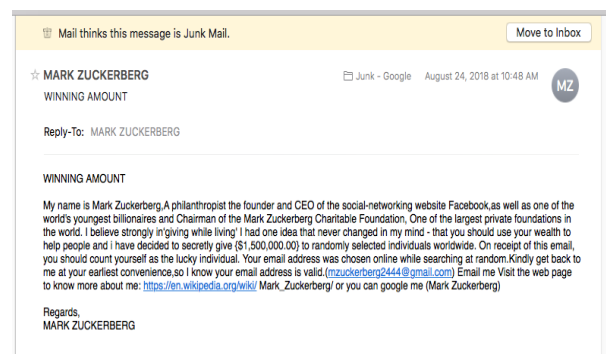 Mail thinks this message is Junk Mail.
Move to Inbox
MARK ZUCKERBERG
Junk - Google August 24, 2018 at 10:48 AM
MZ
WINNING AMOUNT
Reply-To: MARK ZUCKERBERG
WINNING AMOUNT
My name is Mark Zuckerberg,A philanthropist the founder and CEO of the social-networking website Facebook,as well as one of the
world's youngest billionaires and Chairman of the Mark Zuckerberg Charitable Foundation, One of the largest private foundations in
the world. I believe strongly in'giving while living' I had one idea that never changed in my mind - that you should use your wealth to
help people and i have decided to secretly give {$1,500,000.00} to randomly selected individuals worldwide. On receipt of this email,
you should count yourself as the lucky individual. Your email address was chosen online while searching at random.Kindly get back to
me at your earliest convenience,so I know your email address is valid.(mzuckerberg2444@gmail.com) Email me Visit the web page
to know more about me: https://en.wikipedia.org/wiki/ Mark_Zuckerberg/ or you can google me (Mark Zuckerberg)
Regards,
MARK ZUCKERBERG